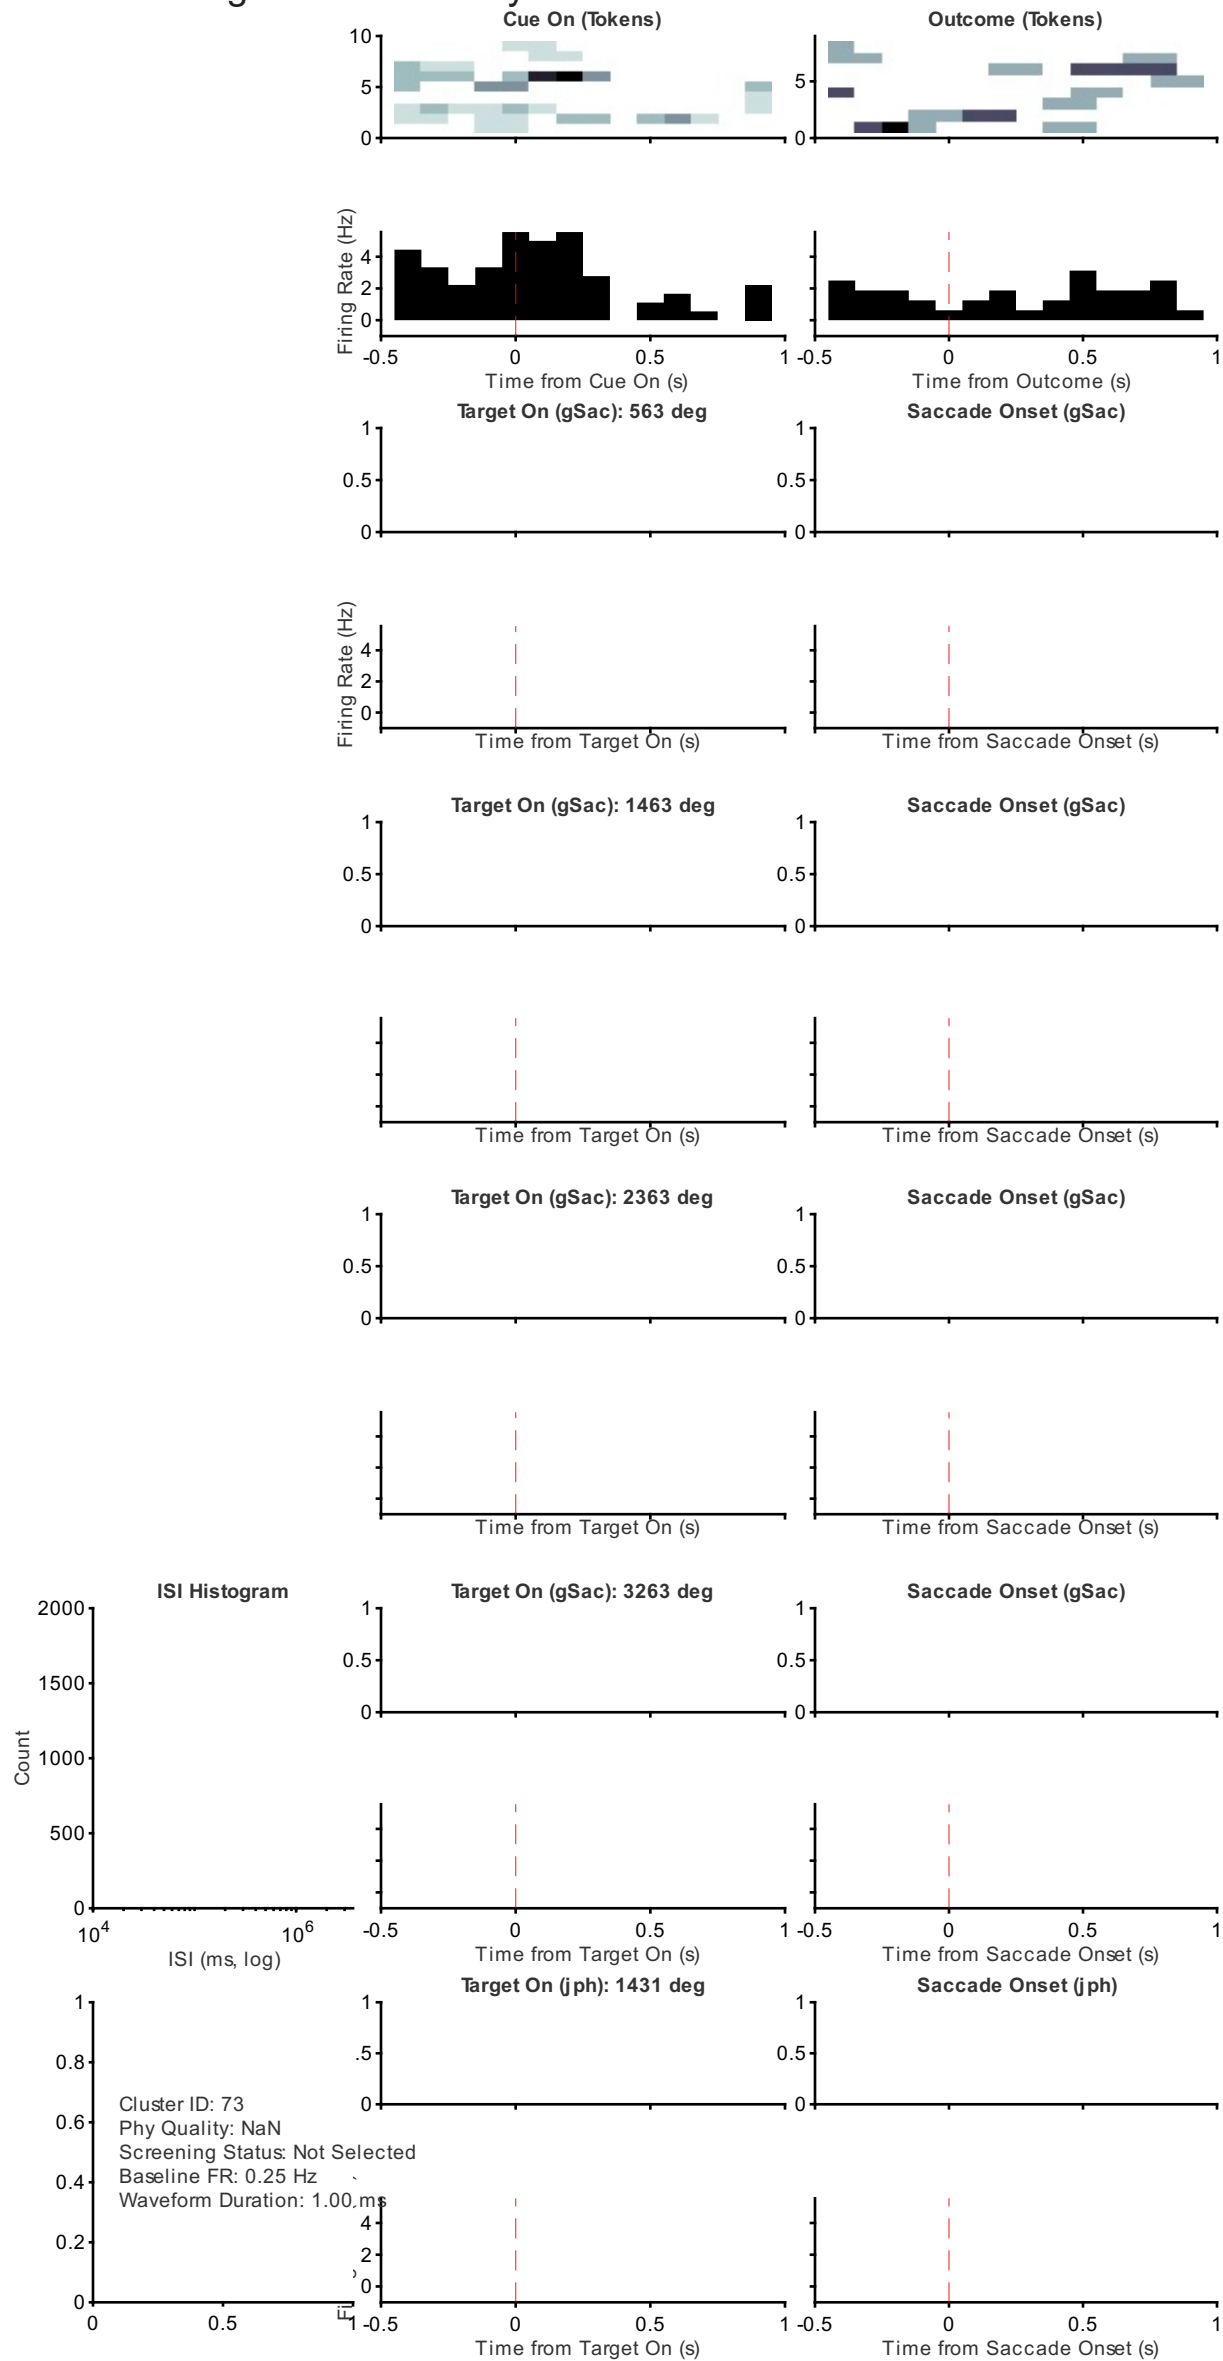 Cue On (Tokens)
Outcome (Tokens)
10
5
0
5
0
Firing Rate (Hz)
4
2
0
-0.5 0 0.5 1
-0.5 0 0.5 1
Time from Cue On (s)
Time from Outcome (s)
Target On (gSac): 563 deg
Saccade Onset (gSac)
1
0.5
0
1
0.5
0
Firing Rate (Hz)
4
2
0
Time from Target On (s)
Time from Saccade Onset (s)
Target On (gSac): 1463 deg
Saccade Onset (gSac)
1
0.5
0
1
0.5
0
Time from Target On (s)
Time from Saccade Onset (s)
Target On (gSac): 2363 deg
Saccade Onset (gSac)
1
0.5
0
1
0.5
0
Time from Target On (s)
Time from Saccade Onset (s)
ISI Histogram
2000
1500
1000
500
0
Count
10^4 10^6
ISI (ms, log)
Target On (gSac): 3263 deg
Saccade Onset (gSac)
1
0.5
0
1
0.5
0
-0.5 0 0.5 1
-0.5 0 0.5 1
Time from Target On (s)
Time from Saccade Onset (s)
1
0.8
0.6
0.4
0.2
0
0 0.5 1
Cluster ID: 73
Phy Quality: NaN
Screening Status: Not Selected
Baseline FR: 0.25 Hz
Waveform Duration: 1.00 ms
Target On (jph): 1431 deg
Saccade Onset (jph)
1
.5
0
1
0.5
0
4
2
0
-0.5 0 0.5 1
-0.5 0 0.5 1
Time from Target On (s)
Time from Saccade Onset (s)